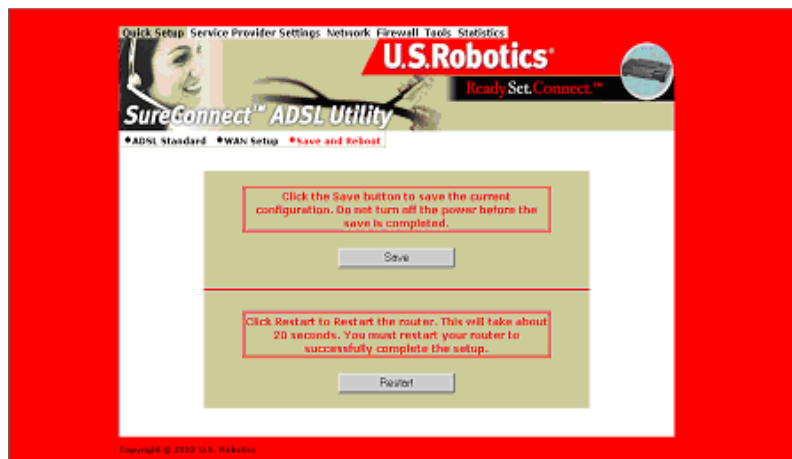 Quick Setup Service Provider Settings Network Firewall Tools Statistics
U.S.Robotics
Ready.Set.Connect.™
SureConnect™ ADSL Utility
ADSL Standard WAN Setup Save and Reboot
Click the Save button to save the current
configuration. Do not turn off the power before the
save is completed.
Save
Click Restart to Restart the router. This will take about
20 seconds. You must restart your router to
successfully complete the setup.
Restart
Copyright © 2002 U.S. Robotics